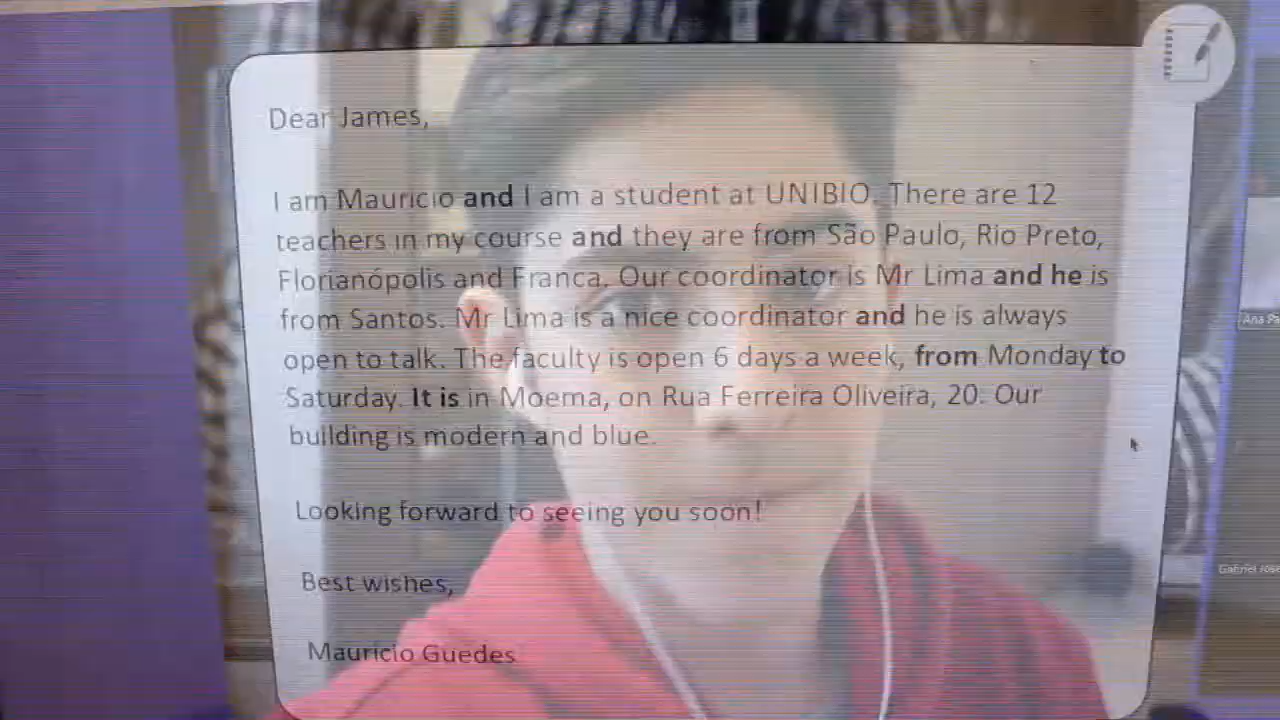 Dear James,
I am Mauricio and I am a student at UNIBIO. There are 12
teachers in my course and they are from São Paulo, Rio Preto,
Florianópolis and Franca. Our coordinator is Mr Lima and he is
from Santos. Mr Lima is a nice coordinator and he is always
open to talk. The faculty is open 6 days a week, from Monday to
Saturday. It is in Moema, on Rua Ferreira Oliveira, 20. Our
building is modern and blue.
Looking forward to seeing you soon!
Best wishes,
Mauricio Guedes
Ana
Gabriel